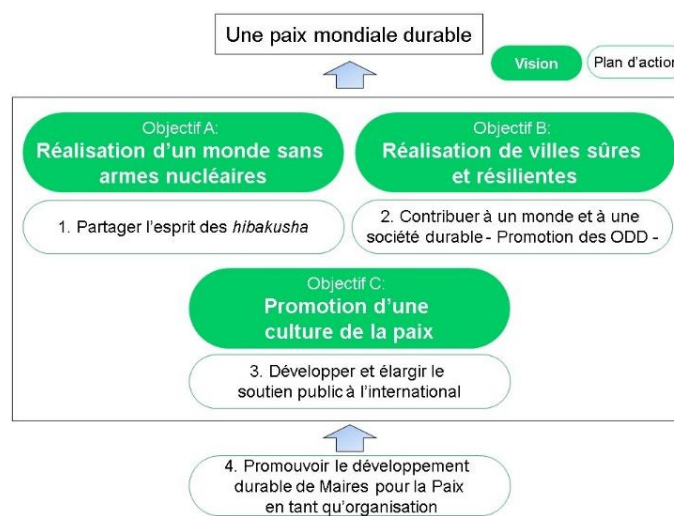 Une paix mondiale durable
Vision
Plan d'action
Objectif A:
Réalisation d'un monde sans
armes nucléaires
Objectif B:
Réalisation de villes sûres
et résilientes
1. Partager l'esprit des hibakusha
2. Contribuer à un monde et à une
société durable - Promotion des ODD -
Objectif C:
Promotion d'une
culture de la paix
3. Développer et élargir le
soutien public à l'international
4. Promouvoir le développement
durable de Maires pour la Paix
en tant qu'organisation